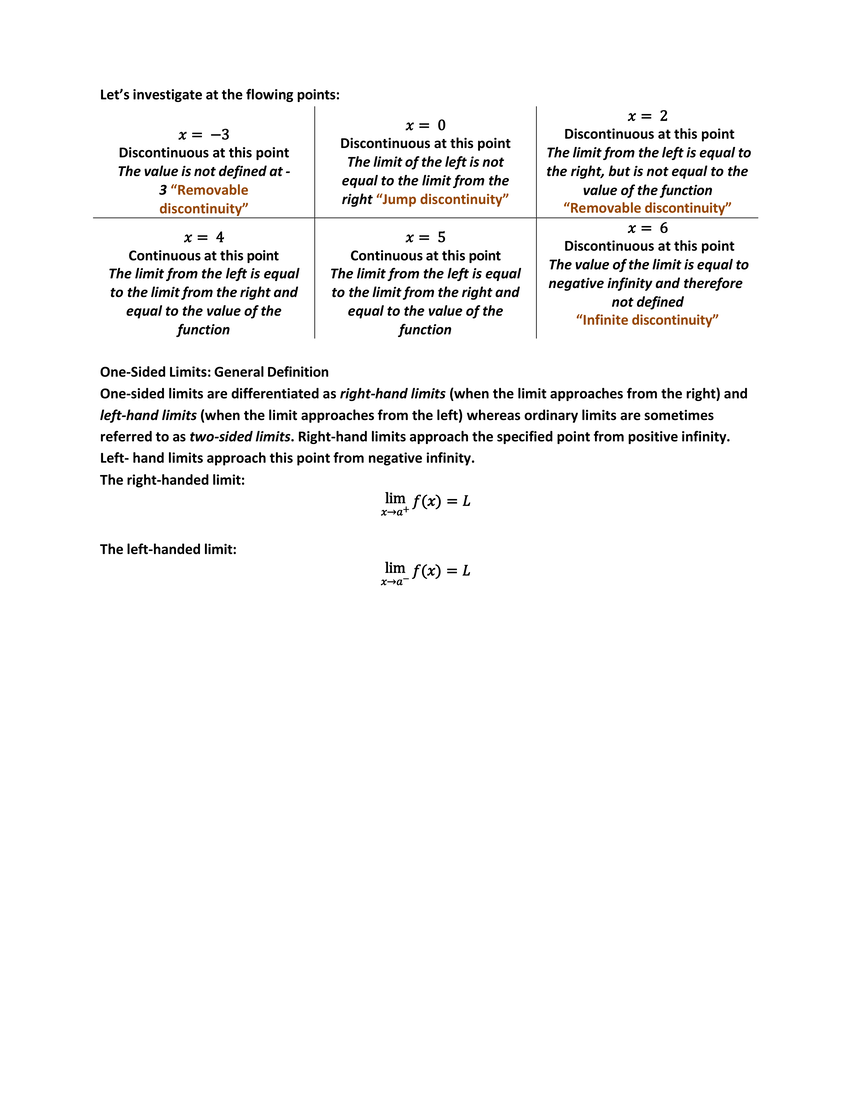 Let's investigate at the flowing points:
x = −3
Discontinuous at this point
The value is not defined at -
3 “Removable
discontinuity”
x = 0
Discontinuous at this point
The limit of the left is not
equal to the limit from the
right “Jump discontinuity”
x = 2
Discontinuous at this point
The limit from the left is equal to
the right, but is not equal to the
value of the function
“Removable discontinuity”
x = 4
Continuous at this point
The limit from the left is equal
to the limit from the right and
equal to the value of the
function
x = 5
Continuous at this point
The limit from the left is equal
to the limit from the right and
equal to the value of the
function
x = 6
Discontinuous at this point
The value of the limit is equal to
negative infinity and therefore
not defined
“Infinite discontinuity”
One-Sided Limits: General Definition
One-sided limits are differentiated as right-hand limits (when the limit approaches from the right) and
left-hand limits (when the limit approaches from the left) whereas ordinary limits are sometimes
referred to as two-sided limits. Right-hand limits approach the specified point from positive infinity.
Left- hand limits approach this point from negative infinity.
The right-handed limit:
lim x→a⁺ f(x) = L
The left-handed limit:
lim x→a⁻ f(x) = L